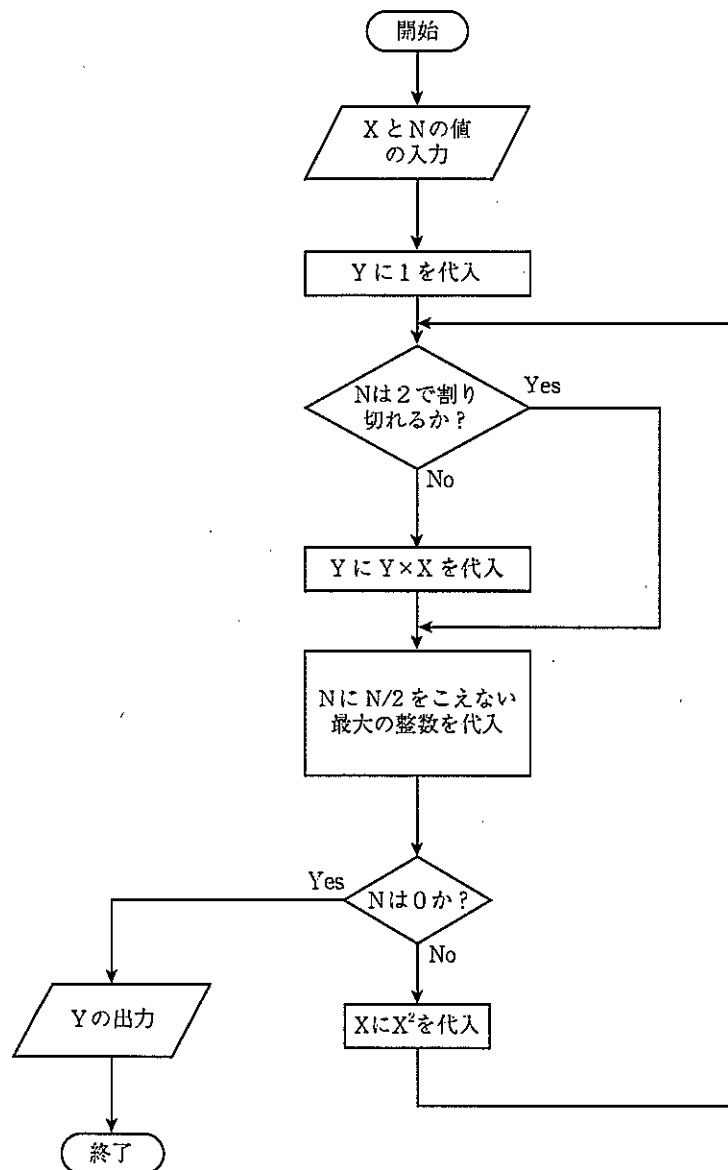 開始
XとNの値
の入力
Yに1を代入
Nは2で割り
切れるか?
Yes
No
YにY×Xを代入
NにN/2をこえない
最大の整数を代入
Nは0か?
Yes
No
Yの出力
XにX²を代入
終了